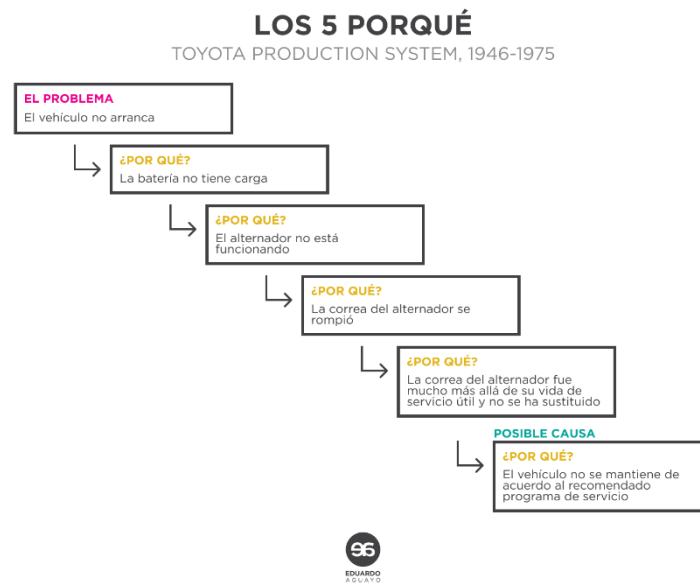 LOS 5 PORQUÉ
TOYOTA PRODUCTION SYSTEM, 1946-1975
EL PROBLEMA
El vehículo no arranca
¿POR QUÉ?
La batería no tiene carga
¿POR QUÉ?
El alternador no está
funcionando
¿POR QUÉ?
La correa del alternador se
rompió
¿POR QUÉ?
La correa del alternador fue
mucho más allá de su vida de
servicio útil y no se ha sustituido
POSIBLE CAUSA
¿POR QUÉ?
El vehículo no se mantiene de
acuerdo al recomendado
programa de servicio
EDUARDO
AGUAYO